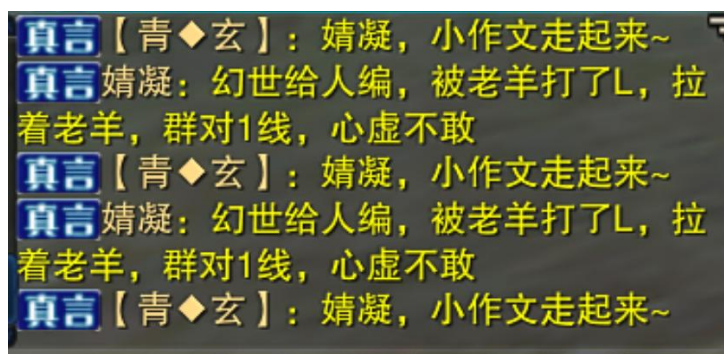 真言【青◆玄】：婧凝，小作文走起来~
真言婧凝：幻世给人编，被老羊打了L，拉
着老羊，群对1线，心虚不敢
真言【青◆玄】：婧凝，小作文走起来~
真言婧凝：幻世给人编，被老羊打了L，拉
着老羊，群对1线，心虚不敢
真言【青◆玄】：婧凝，小作文走起来~